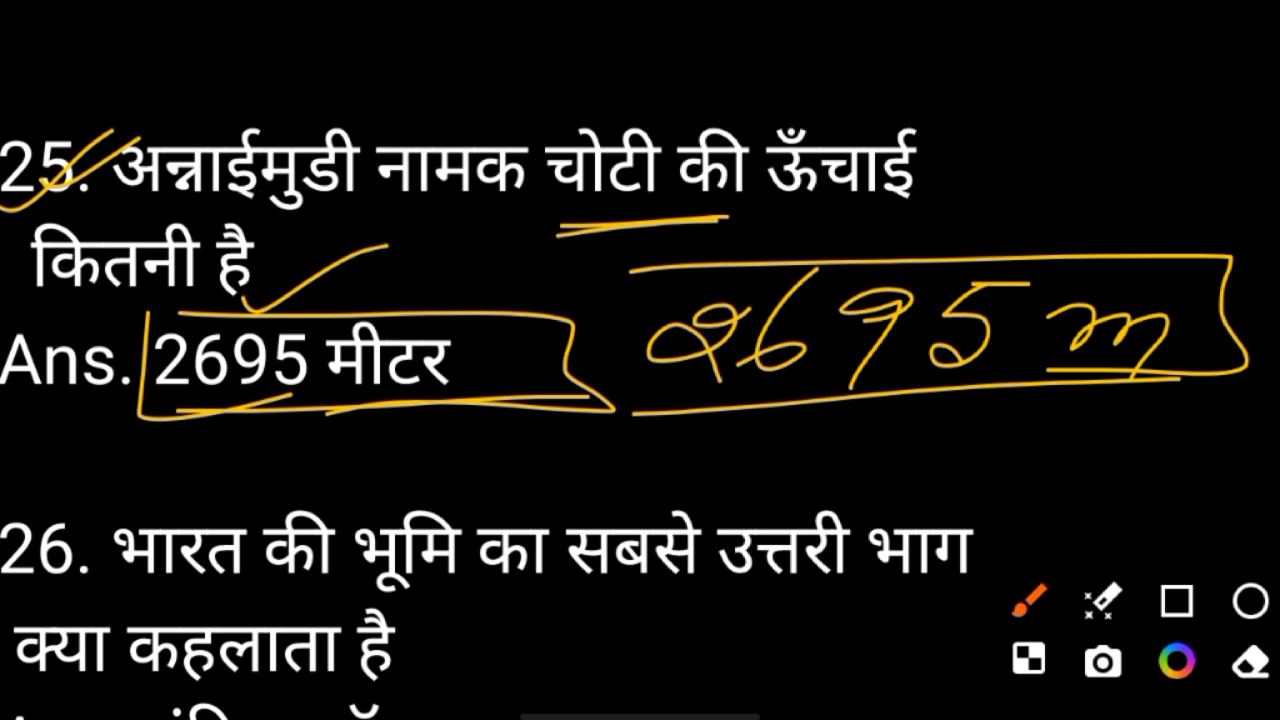 25. अन्नाईमुडी नामक चोटी की ऊँचाई
कितनी है
Ans. 2695 मीटर
2695 m
26. भारत की भूमि का सबसे उत्तरी भाग
क्या कहलाता है